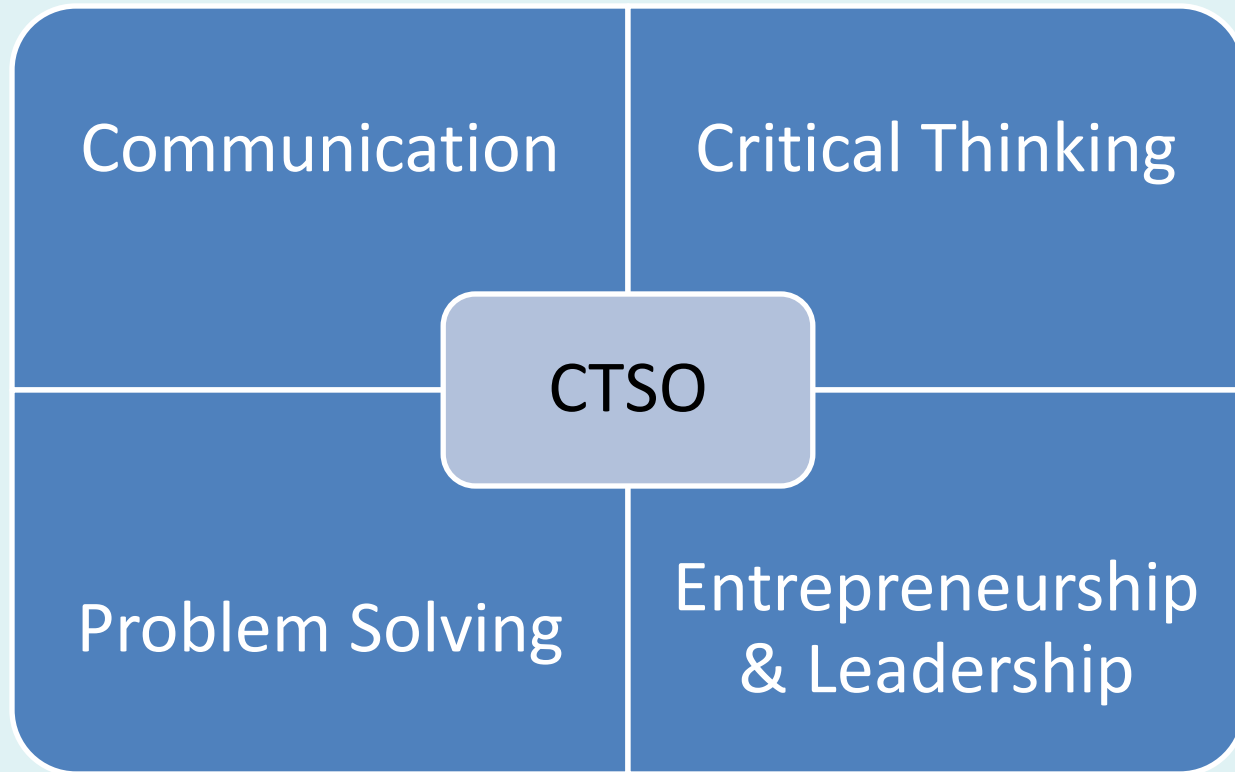 Communication
Critical Thinking
CTSO
Problem Solving
Entrepreneurship
& Leadership